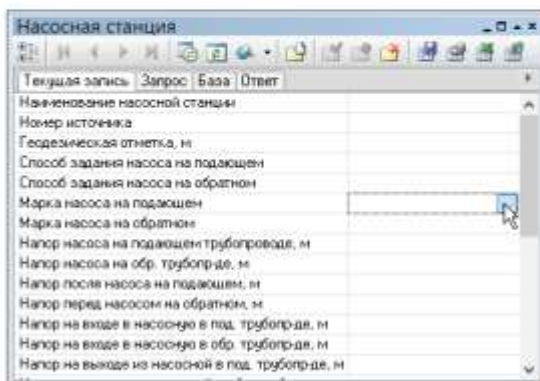 Насосная станция
Текущая запись Запрос База Ответ
Наименование насосной станции
Номер источника
Геодезическая отметка, м
Способ задания насоса на подающем
Способ задания насоса на обратном
Марка насоса на подающем
Марка насоса на обратном
Напор насоса на подающем трубопроводе, м
Напор насоса на обр. трубопр-де, м
Напор после насоса на подающем, м
Напор перед насосом на обратном, м
Напор на входе в насосную в под. трубопр-де, м
Напор на входе в насосную в обр. трубопр-де, м
Напор на выходе из насосной в под. трубопр-де, м